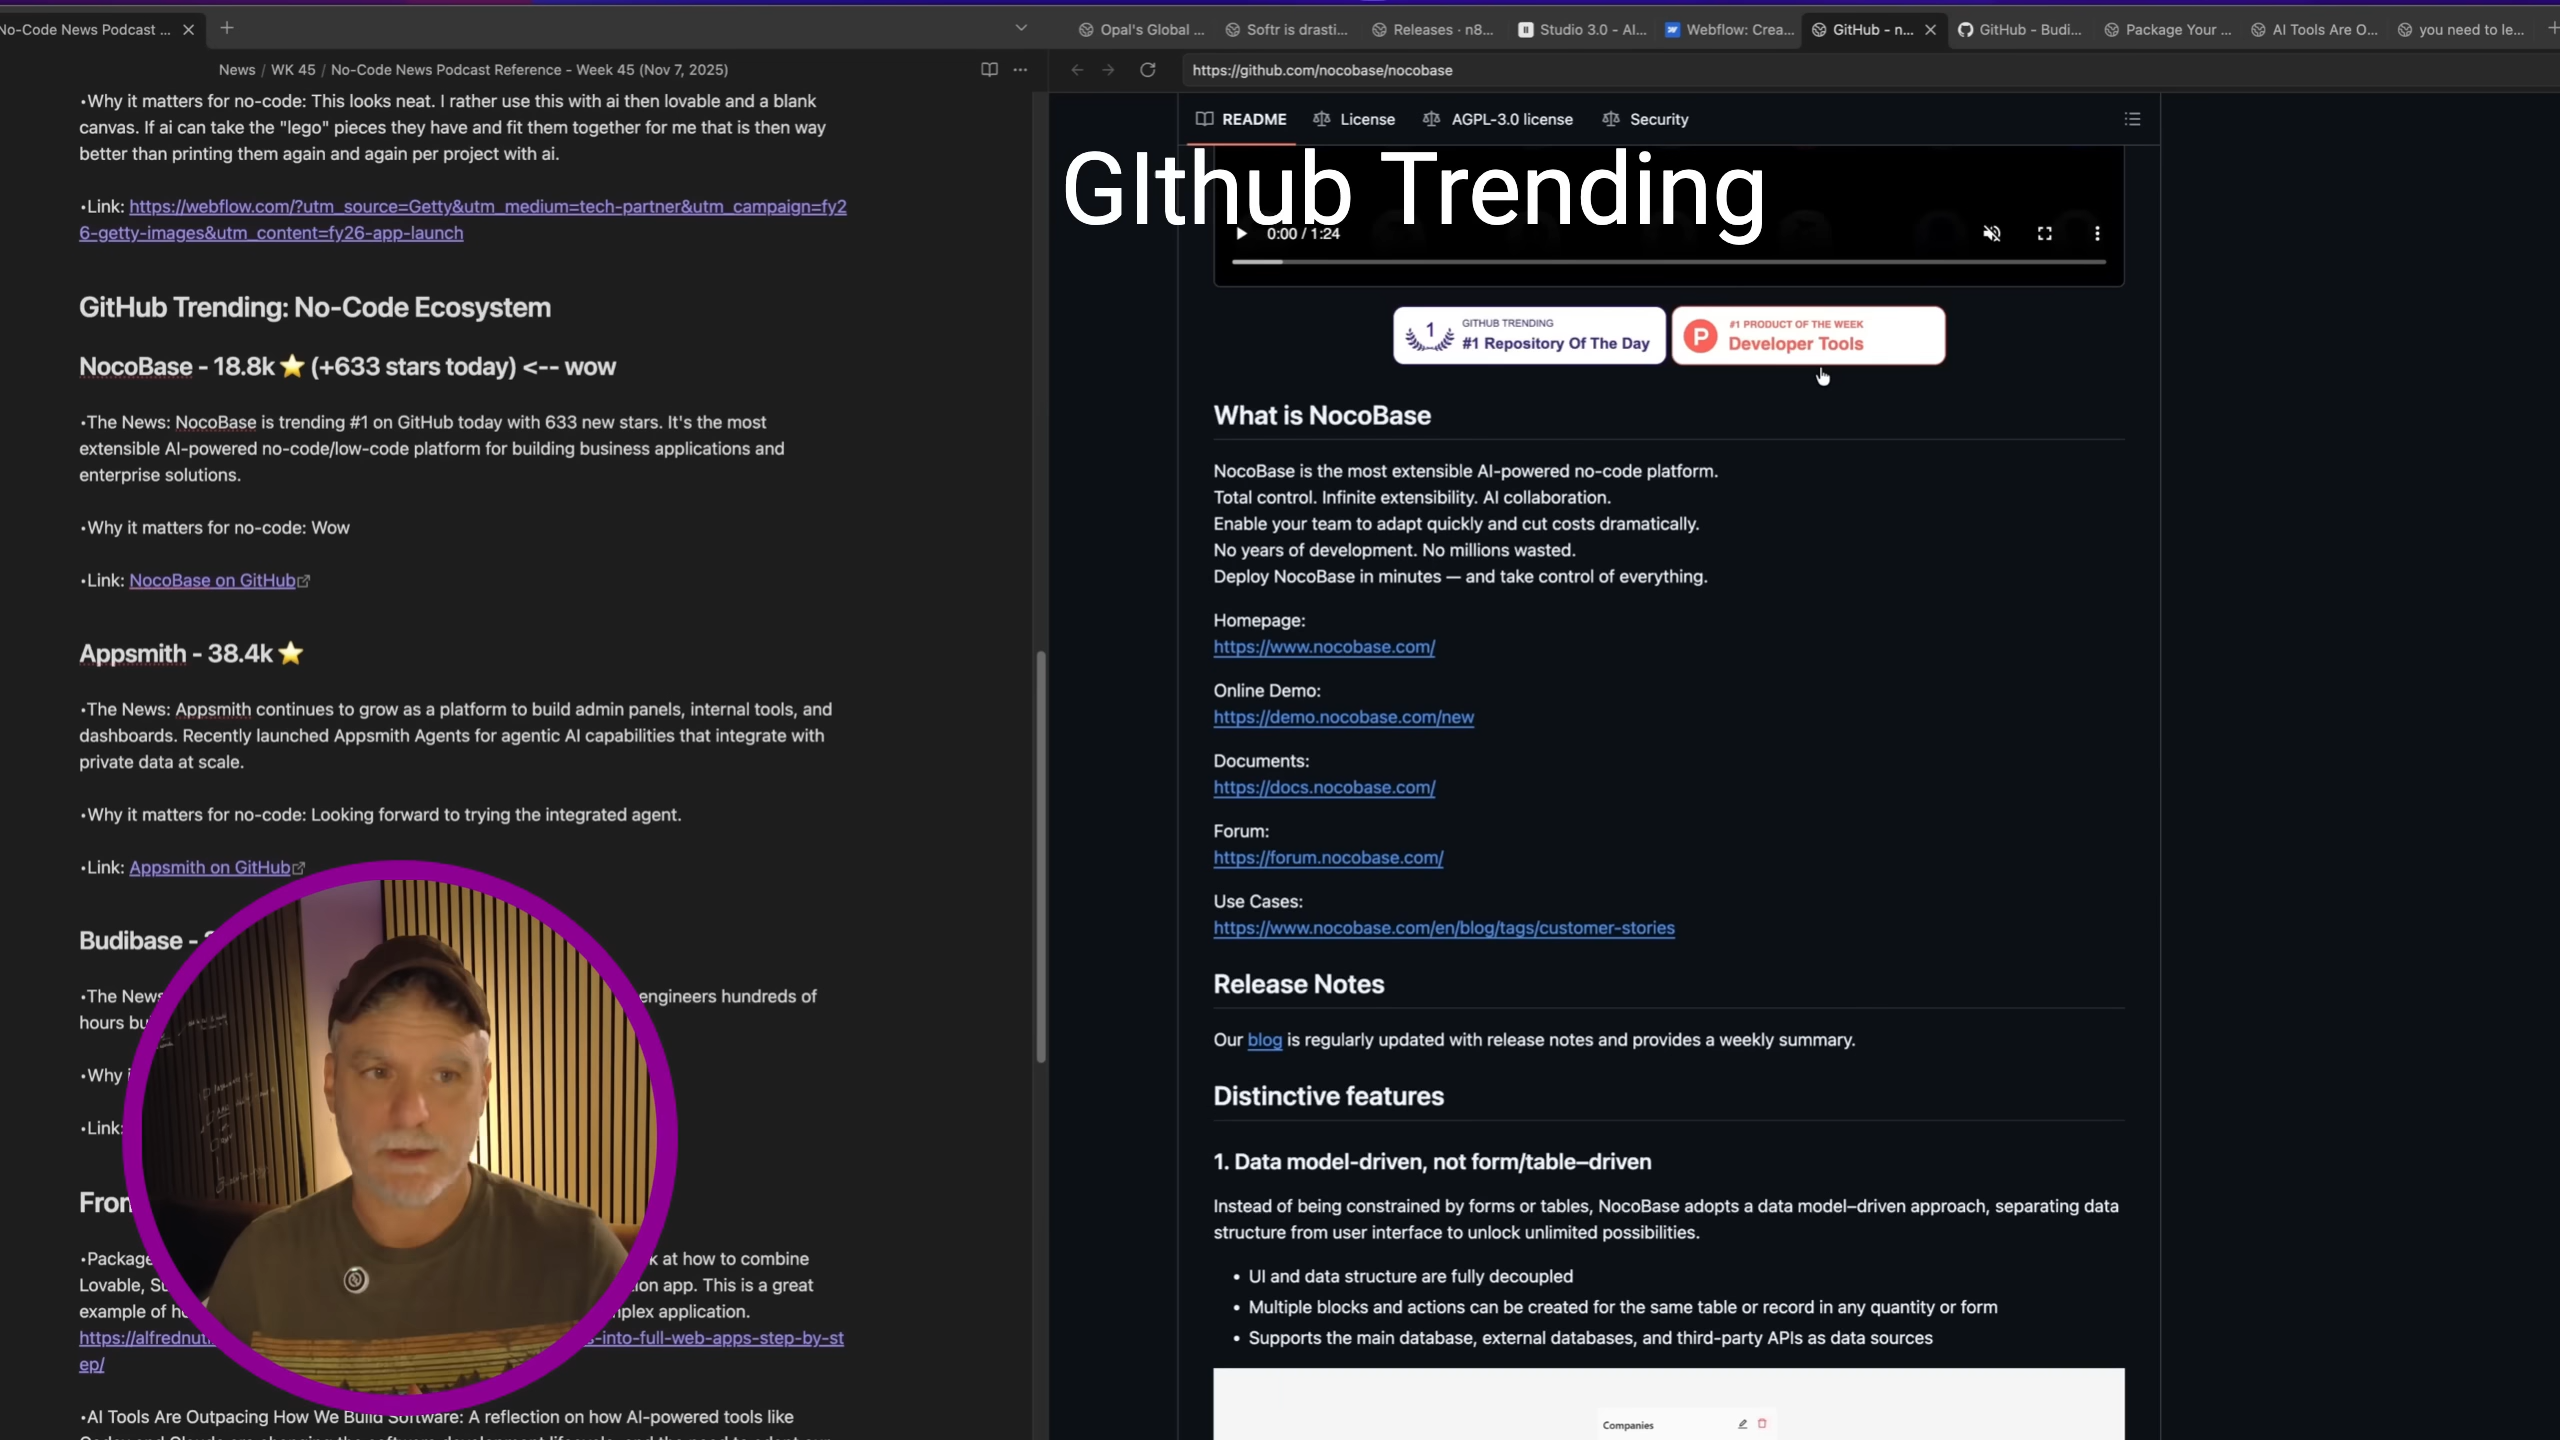 No-Code News Podcast ...
News / WK 45 / No-Code News Podcast Reference - Week 45 (Nov 7, 2025)
•Why it matters for no-code: This looks neat. I rather use this with ai then lovable and a blank
canvas. If ai can take the "lego" pieces they have and fit them together for me that is then way
better than printing them again and again per project with ai.
•Link: https://webflow.com/?utm_source=Getty&utm_medium=tech-partner&utm_campaign=fy2
6-getty-images&utm_content=fy26-app-launch
GitHub Trending: No-Code Ecosystem
NocoBase - 18.8k ⭐ (+633 stars today) <-- wow
•The News: NocoBase is trending #1 on GitHub today with 633 new stars. It's the most
extensible AI-powered no-code/low-code platform for building business applications and
enterprise solutions.
•Why it matters for no-code: Wow
•Link: NocoBase on GitHub
Appsmith - 38.4k ⭐
•The News: Appsmith continues to grow as a platform to build admin panels, internal tools, and
dashboards. Recently launched Appsmith Agents for agentic AI capabilities that integrate with
private data at scale.
•Why it matters for no-code: Looking forward to trying the integrated agent.
•Link: Appsmith on GitHub
Budibase -
•The News engineers hundreds of
hours
•Why
•Link:
•Package k at how to combine
Lovable, ion app. This is a great
example of nplex application.
https://alfrednut s-into-full-web-apps-step-by-st
ep/
•AI Tools Are Outpacing How We Build Software: A reflection on how AI-powered tools like
Opal's Global ...
Softr is drasti...
Releases · n8...
Studio 3.0 - AI...
Webflow: Crea...
GitHub - n...
GitHub - Budi...
Package Your ...
AI Tools Are O...
you need to le...
https://github.com/nocobase/nocobase
README License AGPL-3.0 license Security
GIthub Trending
0:00 / 1:24
1
GITHUB TRENDING
#1 Repository Of The Day
P
#1 PRODUCT OF THE WEEK
Developer Tools
What is NocoBase
NocoBase is the most extensible AI-powered no-code platform.
Total control. Infinite extensibility. AI collaboration.
Enable your team to adapt quickly and cut costs dramatically.
No years of development. No millions wasted.
Deploy NocoBase in minutes — and take control of everything.
Homepage:
https://www.nocobase.com/
Online Demo:
https://demo.nocobase.com/new
Documents:
https://docs.nocobase.com/
Forum:
https://forum.nocobase.com/
Use Cases:
https://www.nocobase.com/en/blog/tags/customer-stories
Release Notes
Our blog is regularly updated with release notes and provides a weekly summary.
Distinctive features
1. Data model-driven, not form/table–driven
Instead of being constrained by forms or tables, NocoBase adopts a data model–driven approach, separating data
structure from user interface to unlock unlimited possibilities.
• UI and data structure are fully decoupled
• Multiple blocks and actions can be created for the same table or record in any quantity or form
• Supports the main database, external databases, and third-party APIs as data sources
Companies